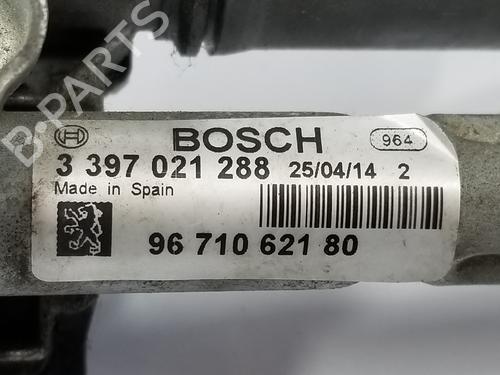 BOSCH 964
3 397 021 288 25/04/14 2
Made in Spain
96 710 621 80
B-PARTS